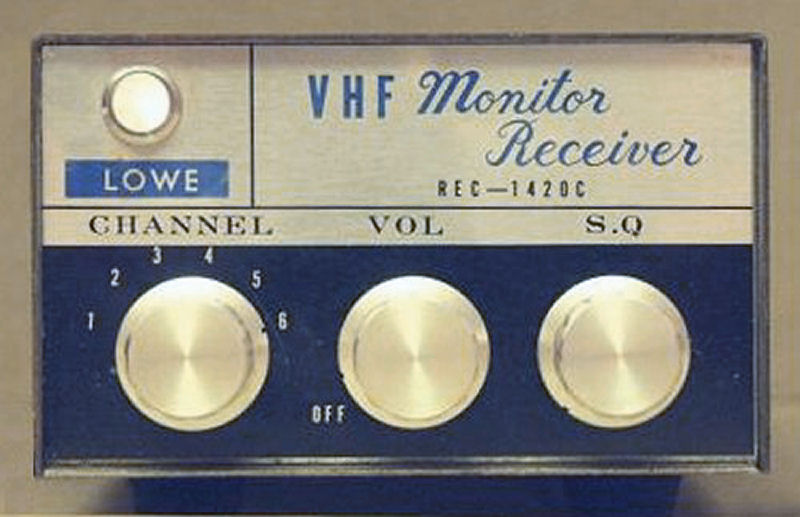 VHF Monitor
Receiver
LOWE
REC-1420C
CHANNEL VOL S.Q
1 2 3 4 5 6
OFF